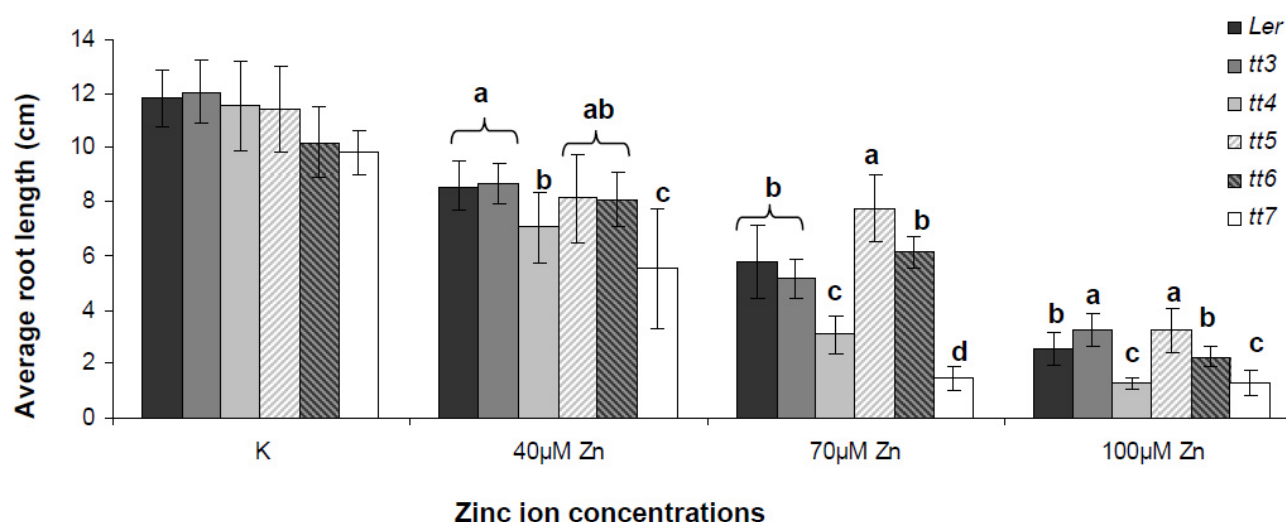 Average root length (cm)
14
12
10
8
6
4
2
0
a
b
ab
c
b
c
a
b
d
b
a
c
a
b
c
K
40µM Zn
70µM Zn
100µM Zn
Zinc ion concentrations
Ler
tt3
tt4
tt5
tt6
tt7